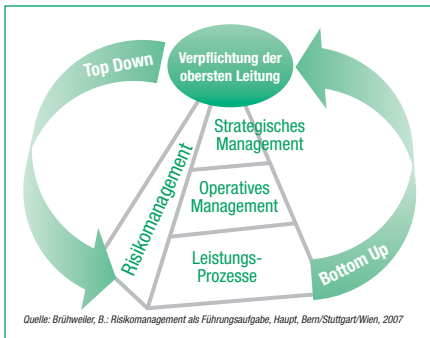 Top Down
Verpflichtung der
obersten Leitung
Strategisches
Management
Risikomanagement
Operatives
Management
Leistungs-
Prozesse
Bottom Up
Quelle: Brühweiler, B.: Risikomanagement als Führungsaufgabe, Haupt, Bern/Stuttgart/Wien, 2007